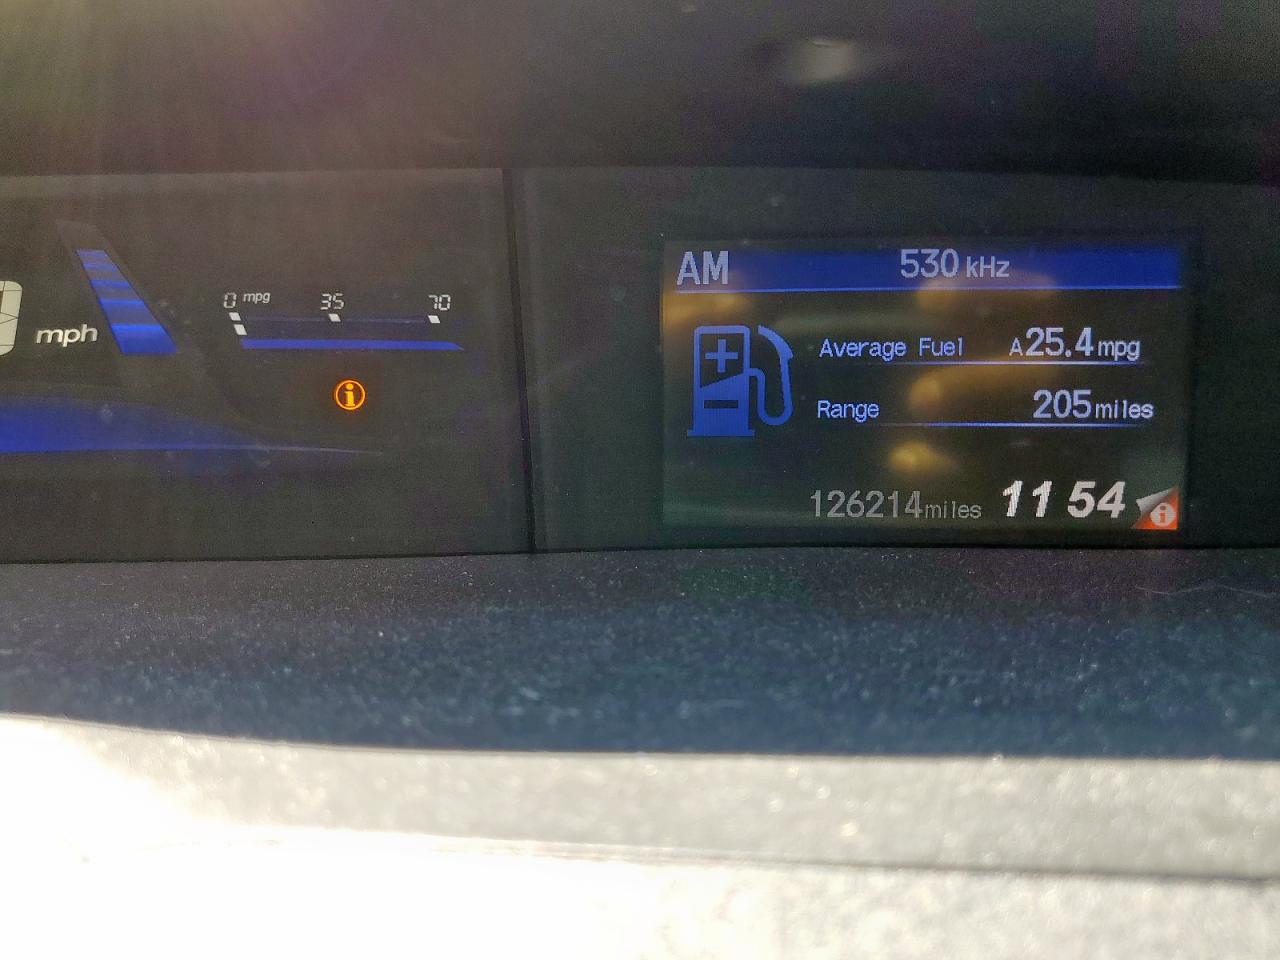 mph
0 mpg 35 70
AM 530 kHz
Average Fuel A25.4 mpg
Range 205 miles
126214 miles 11 54